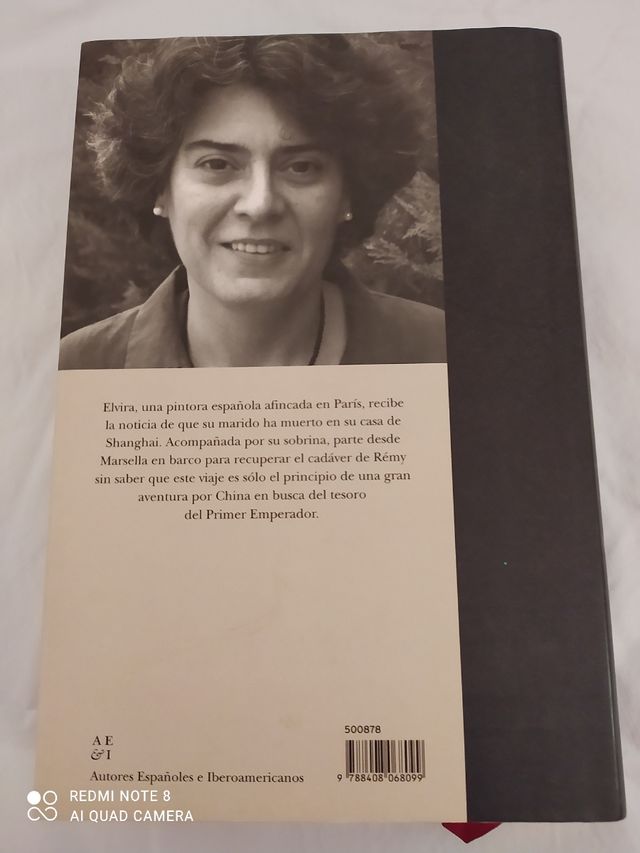 Elvira, una pintora española afincada en París, recibe
la noticia de que su marido ha muerto en su casa de
Shanghai. Acompañada por su sobrina, parte desde
Marsella en barco para recuperar el cadáver de Rémy
sin saber que este viaje es sólo el principio de una gran
aventura por China en busca del tesoro
del Primer Emperador.
500878
A E
& I
Autores Españoles e Iberoamericanos
9 788408 068099
REDMI NOTE 8
AI QUAD CAMERA